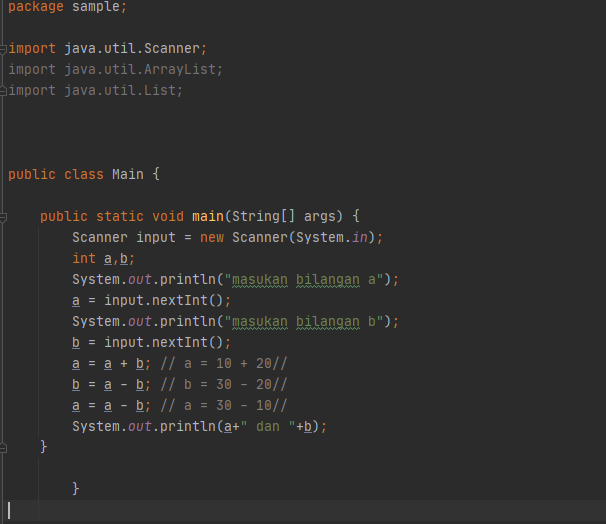 package sample;
import java.util.Scanner;
import java.util.ArrayList;
import java.util.List;
public class Main {
public static void main(String[] args) {
Scanner input = new Scanner(System.in);
int a,b;
System.out.println("masukan bilangan a");
a = input.nextInt();
System.out.println("masukan bilangan b");
b = input.nextInt();
a = a + b; // a = 10 + 20//
b = a - b; // b = 30 - 20//
a = a - b; // a = 30 - 10//
System.out.println(a+" dan "+b);
}
}